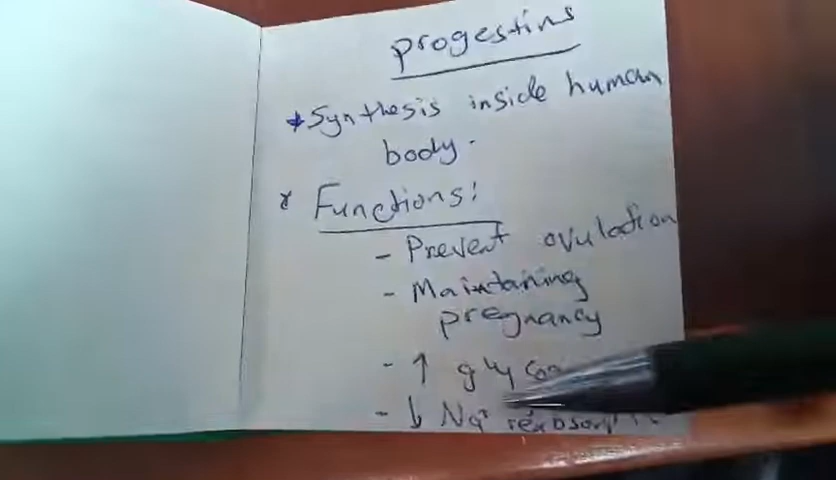 progestins
* Synthesis inside human
body.
* Functions:
- Prevent ovulation
- Maintaining
pregnancy
- ↑
- ↓ Na+